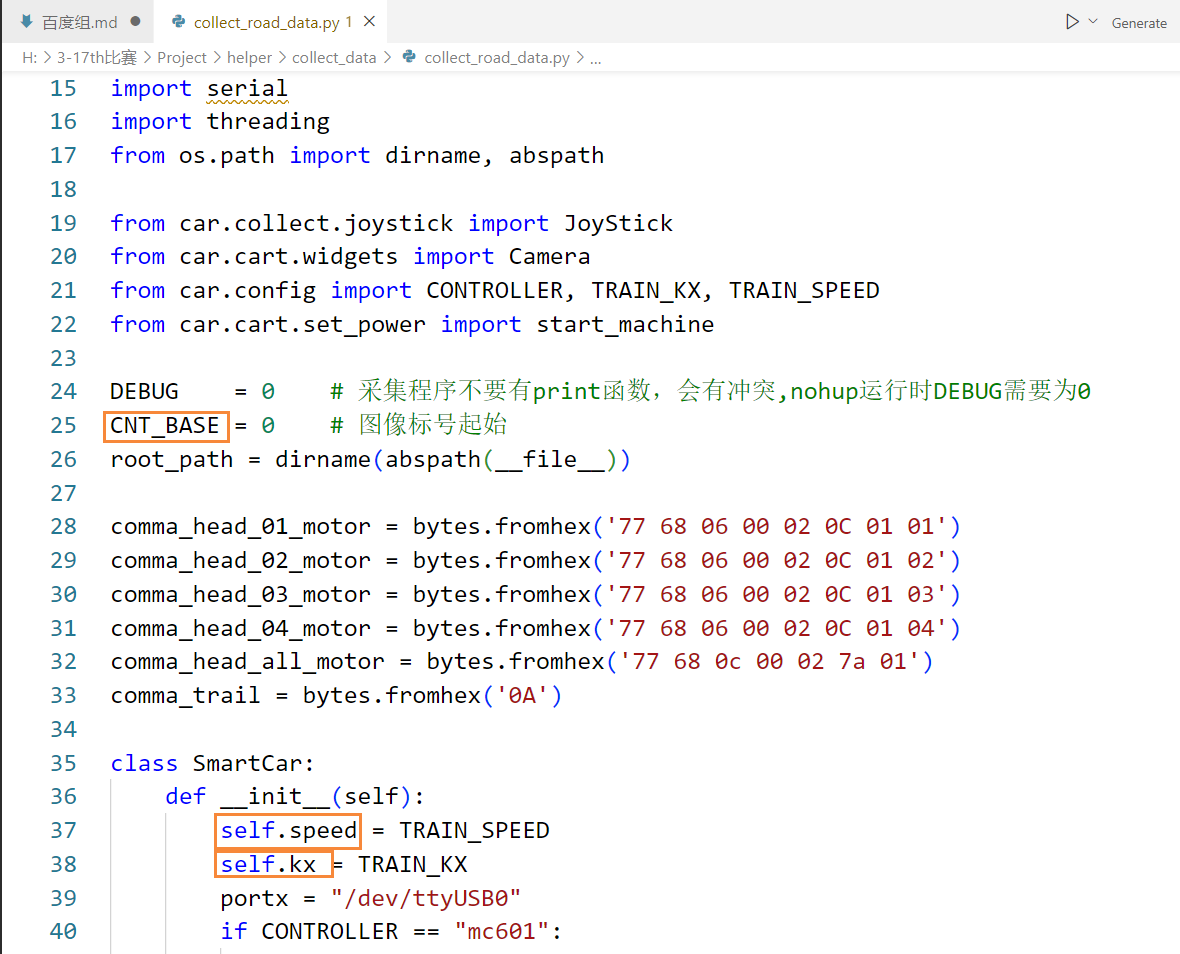 百度组.md ● collect_road_data.py 1 × Generate
H: > 3-17th比赛 > Project > helper > collect_data > collect_road_data.py > ...
15 import serial
16 import threading
17 from os.path import dirname, abspath
18
19 from car.collect.joystick import JoyStick
20 from car.cart.widgets import Camera
21 from car.config import CONTROLLER, TRAIN_KX, TRAIN_SPEED
22 from car.cart.set_power import start_machine
23
24 DEBUG    = 0    # 采集程序不要有print函数，会有冲突,nohup运行时DEBUG需要为0
25 CNT_BASE = 0    # 图像标号起始
26 root_path = dirname(abspath(__file__))
27
28 comma_head_01_motor = bytes.fromhex('77 68 06 00 02 0C 01 01')
29 comma_head_02_motor = bytes.fromhex('77 68 06 00 02 0C 01 02')
30 comma_head_03_motor = bytes.fromhex('77 68 06 00 02 0C 01 03')
31 comma_head_04_motor = bytes.fromhex('77 68 06 00 02 0C 01 04')
32 comma_head_all_motor = bytes.fromhex('77 68 0c 00 02 7a 01')
33 comma_trail = bytes.fromhex('0A')
34
35 class SmartCar:
36     def __init__(self):
37         self.speed = TRAIN_SPEED
38         self.kx = TRAIN_KX
39         portx = "/dev/ttyUSB0"
40         if CONTROLLER == "mc601":